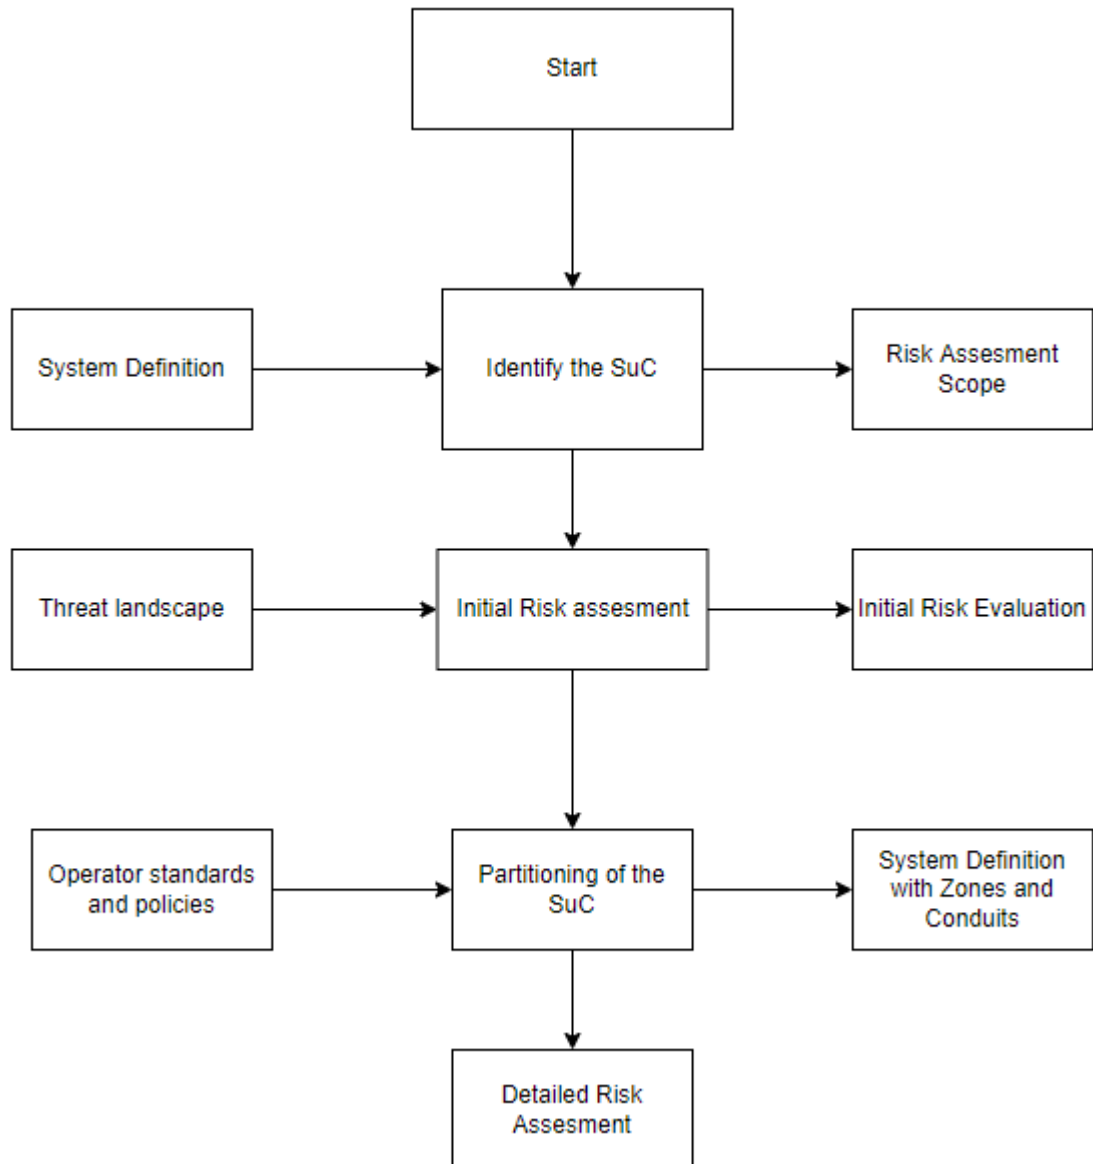 Start
System Definition
Identify the SuC
Risk Assesment
Scope
Threat landscape
Initial Risk assesment
Initial Risk Evaluation
Operator standards
and policies
Partitioning of the
SuC
System Definition
with Zones and
Conduits
Detailed Risk
Assesment